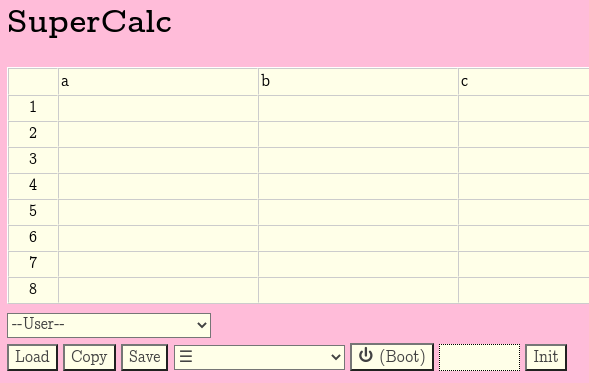 SuperCalc
a b c
1
2
3
4
5
6
7
8
--User--
Load Copy Save ☰ ⏻ (Boot) Init